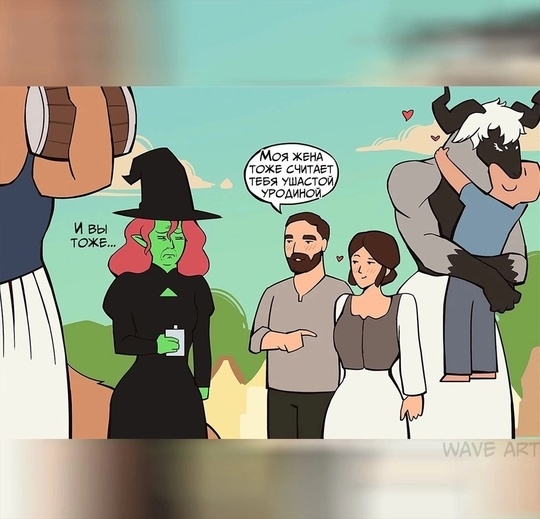 И вы
тоже...
Моя жена
тоже считает
тебя ушастой
уродиной
WAVE ART